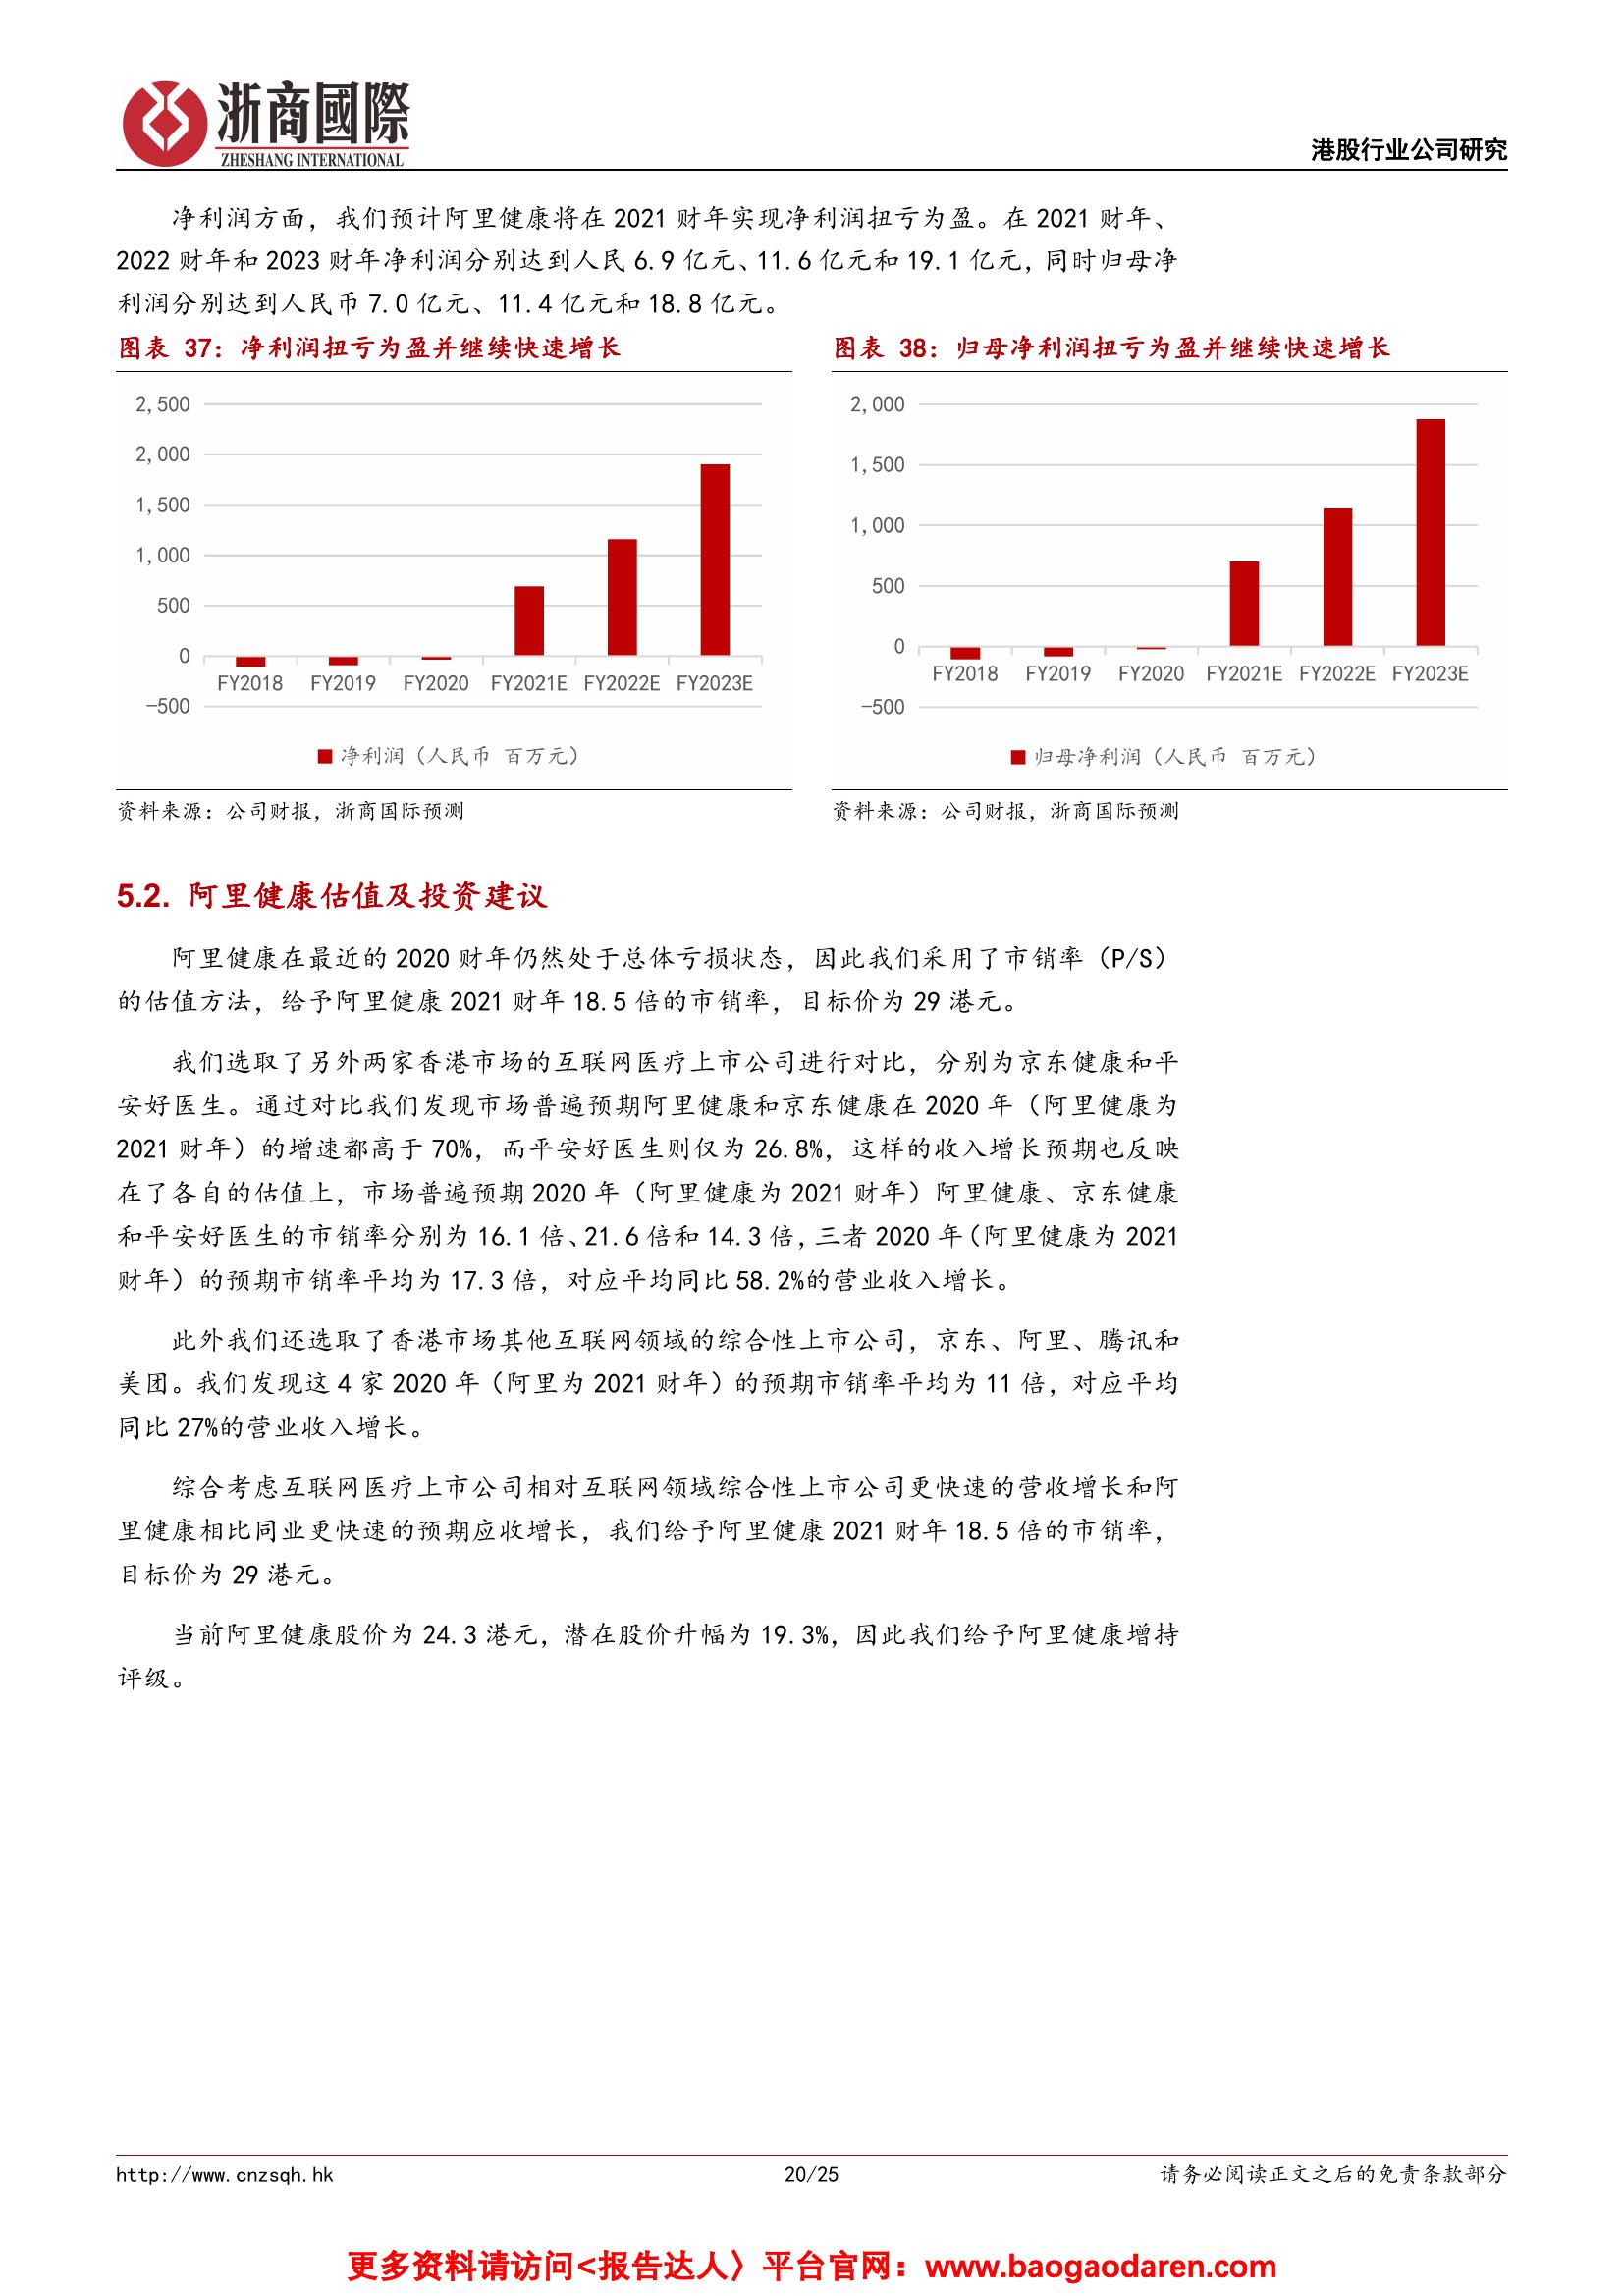 浙商國際
ZHESHANG INTERNATIONAL
港股行业公司研究
净利润方面，我们预计阿里健康将在 2021 财年实现净利润扭亏为盈。在 2021 财年、
2022 财年和 2023 财年净利润分别达到人民 6.9 亿元、11.6 亿元和 19.1 亿元，同时归母净
利润分别达到人民币 7.0 亿元、11.4 亿元和 18.8 亿元。
图表 37：净利润扭亏为盈并继续快速增长
2,500
2,000
1,500
1,000
500
0
-500
FY2018 FY2019 FY2020 FY2021E FY2022E FY2023E
净利润（人民币 百万元）
资料来源：公司财报，浙商国际预测
图表 38：归母净利润扭亏为盈并继续快速增长
2,000
1,500
1,000
500
0
-500
FY2018 FY2019 FY2020 FY2021E FY2022E FY2023E
归母净利润（人民币 百万元）
资料来源：公司财报，浙商国际预测
5.2. 阿里健康估值及投资建议
阿里健康在最近的 2020 财年仍然处于总体亏损状态，因此我们采用了市销率（P/S）
的估值方法，给予阿里健康 2021 财年 18.5 倍的市销率，目标价为 29 港元。
我们选取了另外两家香港市场的互联网医疗上市公司进行对比，分别为京东健康和平
安好医生。通过对比我们发现市场普遍预期阿里健康和京东健康在 2020 年（阿里健康为
2021 财年）的增速都高于 70%，而平安好医生则仅为 26.8%，这样的收入增长预期也反映
在了各自的估值上，市场普遍预期 2020 年（阿里健康为 2021 财年）阿里健康、京东健康
和平安好医生的市销率分别为 16.1 倍、21.6 倍和 14.3 倍，三者 2020 年（阿里健康为 2021
财年）的预期市销率平均为 17.3 倍，对应平均同比 58.2%的营业收入增长。
此外我们还选取了香港市场其他互联网领域的综合性上市公司，京东、阿里、腾讯和
美团。我们发现这 4 家 2020 年（阿里为 2021 财年）的预期市销率平均为 11 倍，对应平均
同比 27%的营业收入增长。
综合考虑互联网医疗上市公司相对互联网领域综合性上市公司更快速的营收增长和阿
里健康相比同业更快速的预期应收增长，我们给予阿里健康 2021 财年 18.5 倍的市销率，
目标价为 29 港元。
当前阿里健康股价为 24.3 港元，潜在股价升幅为 19.3%，因此我们给予阿里健康增持
评级。
http://www.cnzsqh.hk
20/25
请务必阅读正文之后的免责条款部分
更多资料请访问<报告达人〉平台官网：www.baogaodaren.com